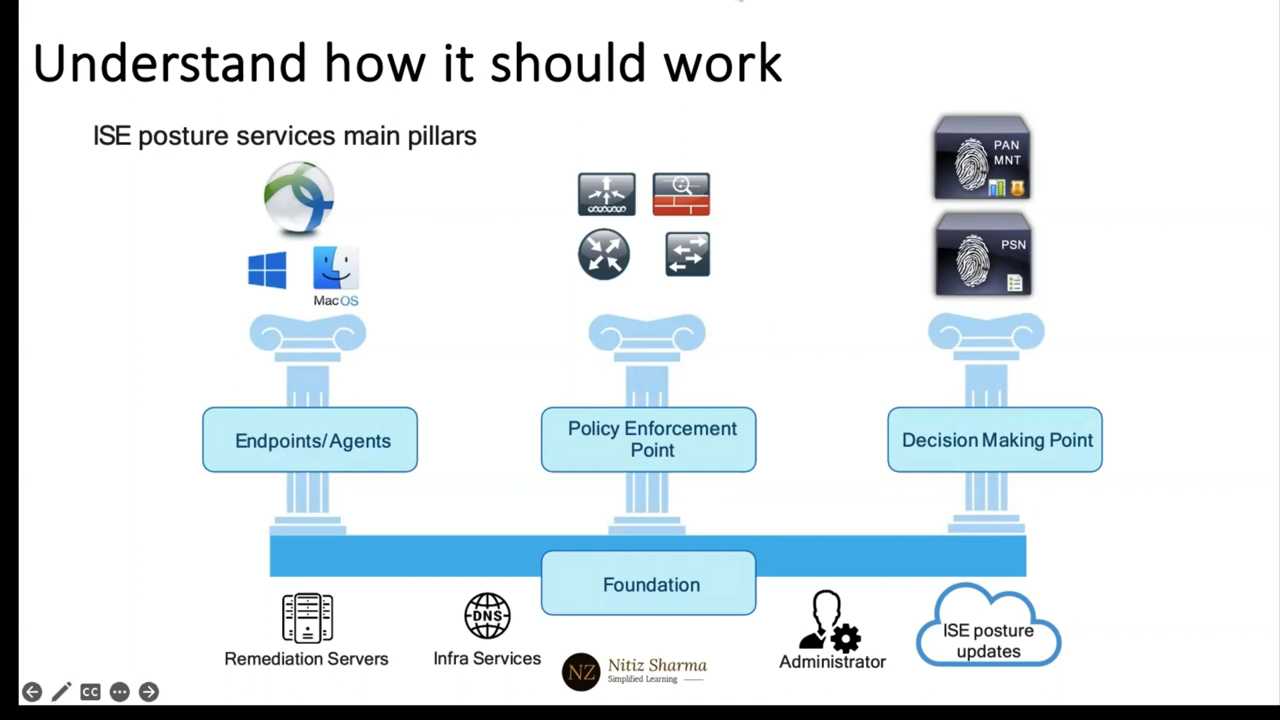 Understand how it should work
ISE posture services main pillars
PAN
MNT
PSN
MacOS
Endpoints/Agents
Policy Enforcement
Point
Decision Making Point
Foundation
DNS
ISE posture
updates
Remediation Servers
Infra Services
Administrator
NZ
Nitiz Sharma
Simplified Learning
CC